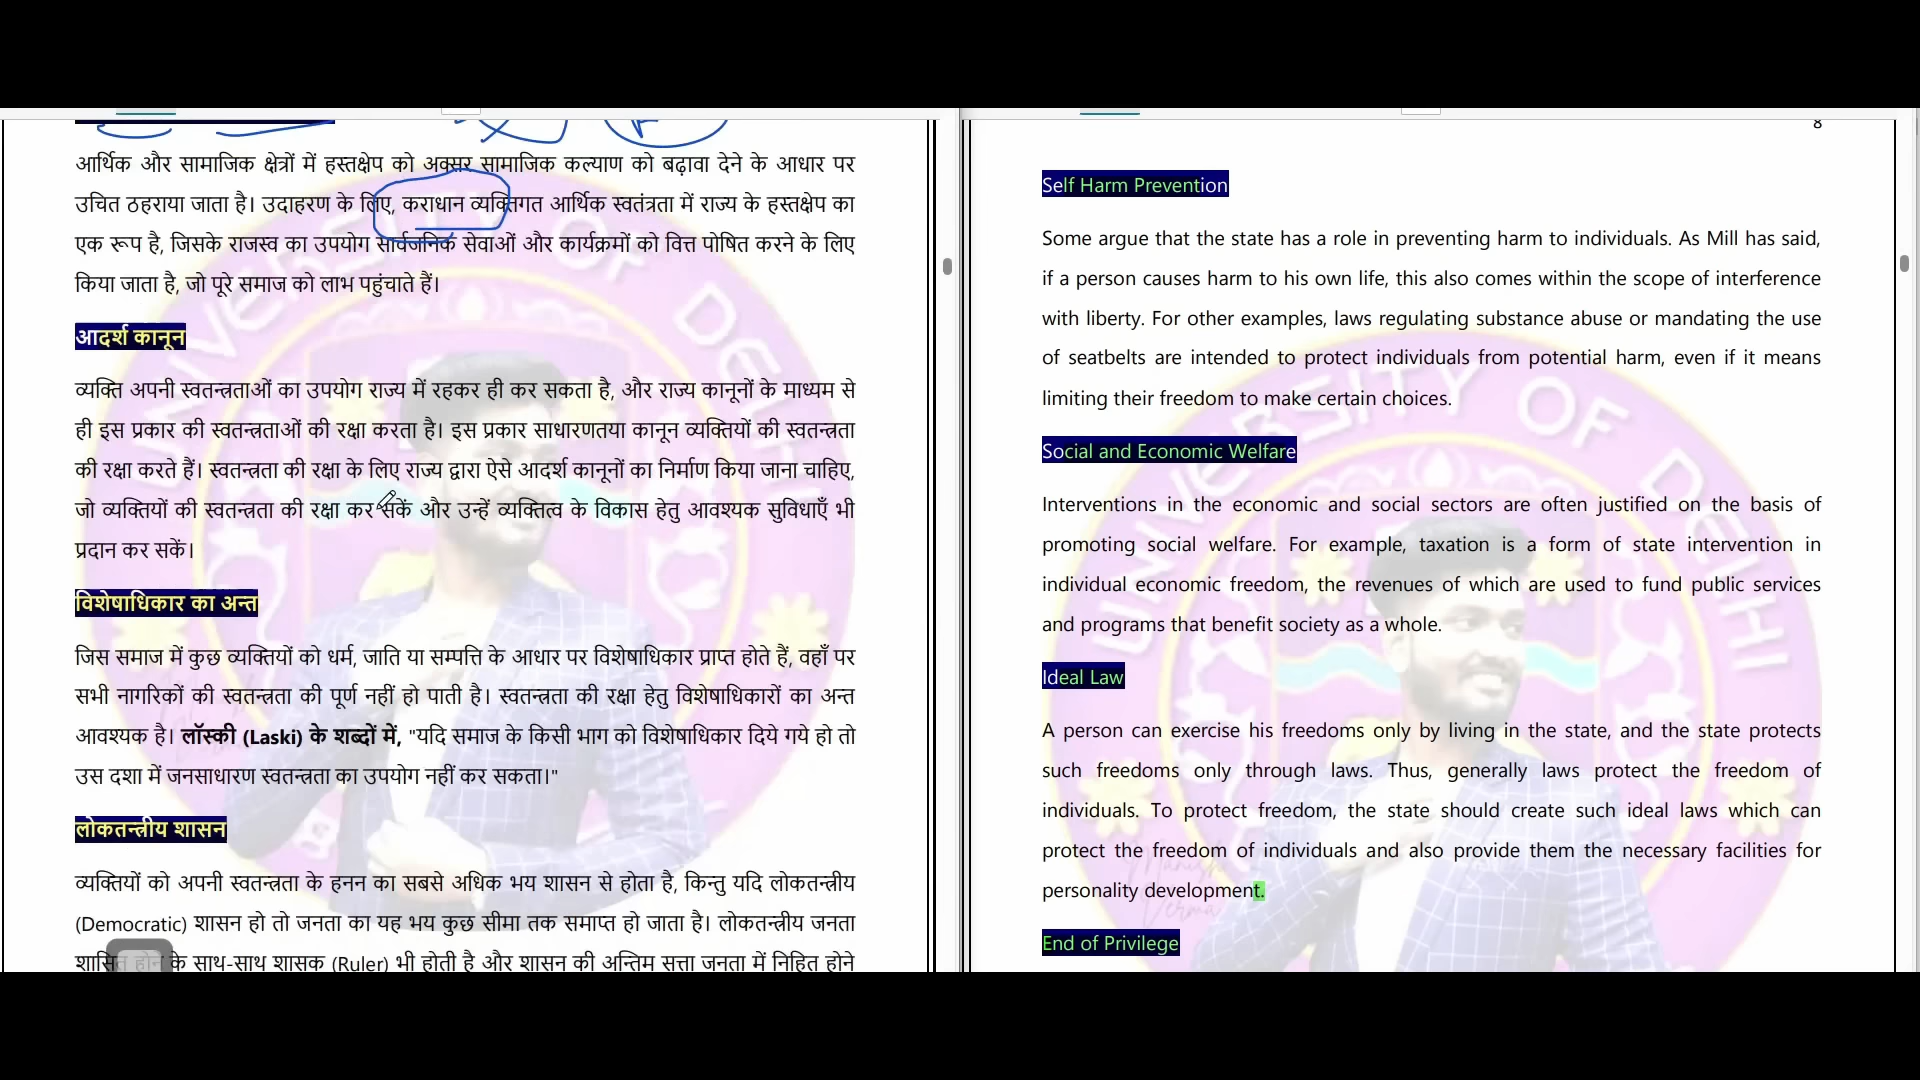 आर्थिक और सामाजिक क्षेत्रों में हस्तक्षेप को अक्सर सामाजिक कल्याण को बढ़ावा देने के आधार पर
उचित ठहराया जाता है। उदाहरण के लिए, कराधान व्यक्तिगत आर्थिक स्वतंत्रता में राज्य के हस्तक्षेप का
एक रूप है, जिसके राजस्व का उपयोग सार्वजनिक सेवाओं और कार्यक्रमों को वित्त पोषित करने के लिए
किया जाता है, जो पूरे समाज को लाभ पहुंचाते हैं।
आदर्श कानून
व्यक्ति अपनी स्वतन्त्रताओं का उपयोग राज्य में रहकर ही कर सकता है, और राज्य कानूनों के माध्यम से
ही इस प्रकार की स्वतन्त्रताओं की रक्षा करता है। इस प्रकार साधारणतया कानून व्यक्तियों की स्वतन्त्रता
की रक्षा करते हैं। स्वतन्त्रता की रक्षा के लिए राज्य द्वारा ऐसे आदर्श कानूनों का निर्माण किया जाना चाहिए,
जो व्यक्तियों की स्वतन्त्रता की रक्षा कर सकें और उन्हें व्यक्तित्व के विकास हेतु आवश्यक सुविधाएँ भी
प्रदान कर सकें।
विशेषाधिकार का अन्त
जिस समाज में कुछ व्यक्तियों को धर्म, जाति या सम्पत्ति के आधार पर विशेषाधिकार प्राप्त होते हैं, वहाँ पर
सभी नागरिकों की स्वतन्त्रता की पूर्ण नहीं हो पाती है। स्वतन्त्रता की रक्षा हेतु विशेषाधिकारों का अन्त
आवश्यक है। लॉस्की (Laski) के शब्दों में, "यदि समाज के किसी भाग को विशेषाधिकार दिये गये हो तो
उस दशा में जनसाधारण स्वतन्त्रता का उपयोग नहीं कर सकता।"
लोकतन्त्रीय शासन
व्यक्तियों को अपनी स्वतन्त्रता के हनन का सबसे अधिक भय शासन से होता है, किन्तु यदि लोकतन्त्रीय
(Democratic) शासन हो तो जनता का यह भय कुछ सीमा तक समाप्त हो जाता है। लोकतन्त्रीय जनता
शासित होने के साथ-साथ शासक (Ruler) भी होती है और शासन की अन्तिम सत्ता जनता में निहित होने
UNIVERSITY OF DELHI
8
Self Harm Prevention
Some argue that the state has a role in preventing harm to individuals. As Mill has said,
if a person causes harm to his own life, this also comes within the scope of interference
with liberty. For other examples, laws regulating substance abuse or mandating the use
of seatbelts are intended to protect individuals from potential harm, even if it means
limiting their freedom to make certain choices.
Social and Economic Welfare
Interventions in the economic and social sectors are often justified on the basis of
promoting social welfare. For example, taxation is a form of state intervention in
individual economic freedom, the revenues of which are used to fund public services
and programs that benefit society as a whole.
Ideal Law
A person can exercise his freedoms only by living in the state, and the state protects
such freedoms only through laws. Thus, generally laws protect the freedom of
individuals. To protect freedom, the state should create such ideal laws which can
protect the freedom of individuals and also provide them the necessary facilities for
personality development.
End of Privilege
UNIVERSITY OF DELHI
Verma